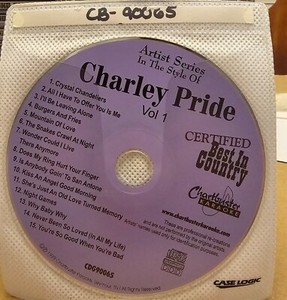 CB-90065
Artist Series
In The Style Of
Charley Pride
Vol 1
1. Crystal Chandeliers
2. All I Have To Offer You Is Me
3. I'll Be Leaving Alone
4. Burgers And Fries
5. Mountain Of Love
6. The Snakes Crawl At Night
7. Wonder Could I Live
There Anymore
8. Does My Ring Hurt Your Finger
9. Is Anybody Goin' To San Antone
10. Kiss An Angel Good Morning
11. She's Just An Old Love Turned Memory
12. Night Games
13. Why Baby Why
14. Never Been So Loved (In All My Life)
15. You're So Good When You're Bad
CERTIFIED
Best In
Country
Chartbuster
KARAOKE
www.chartbusterkaraoke.com
CDG90065
CASE LOGIC